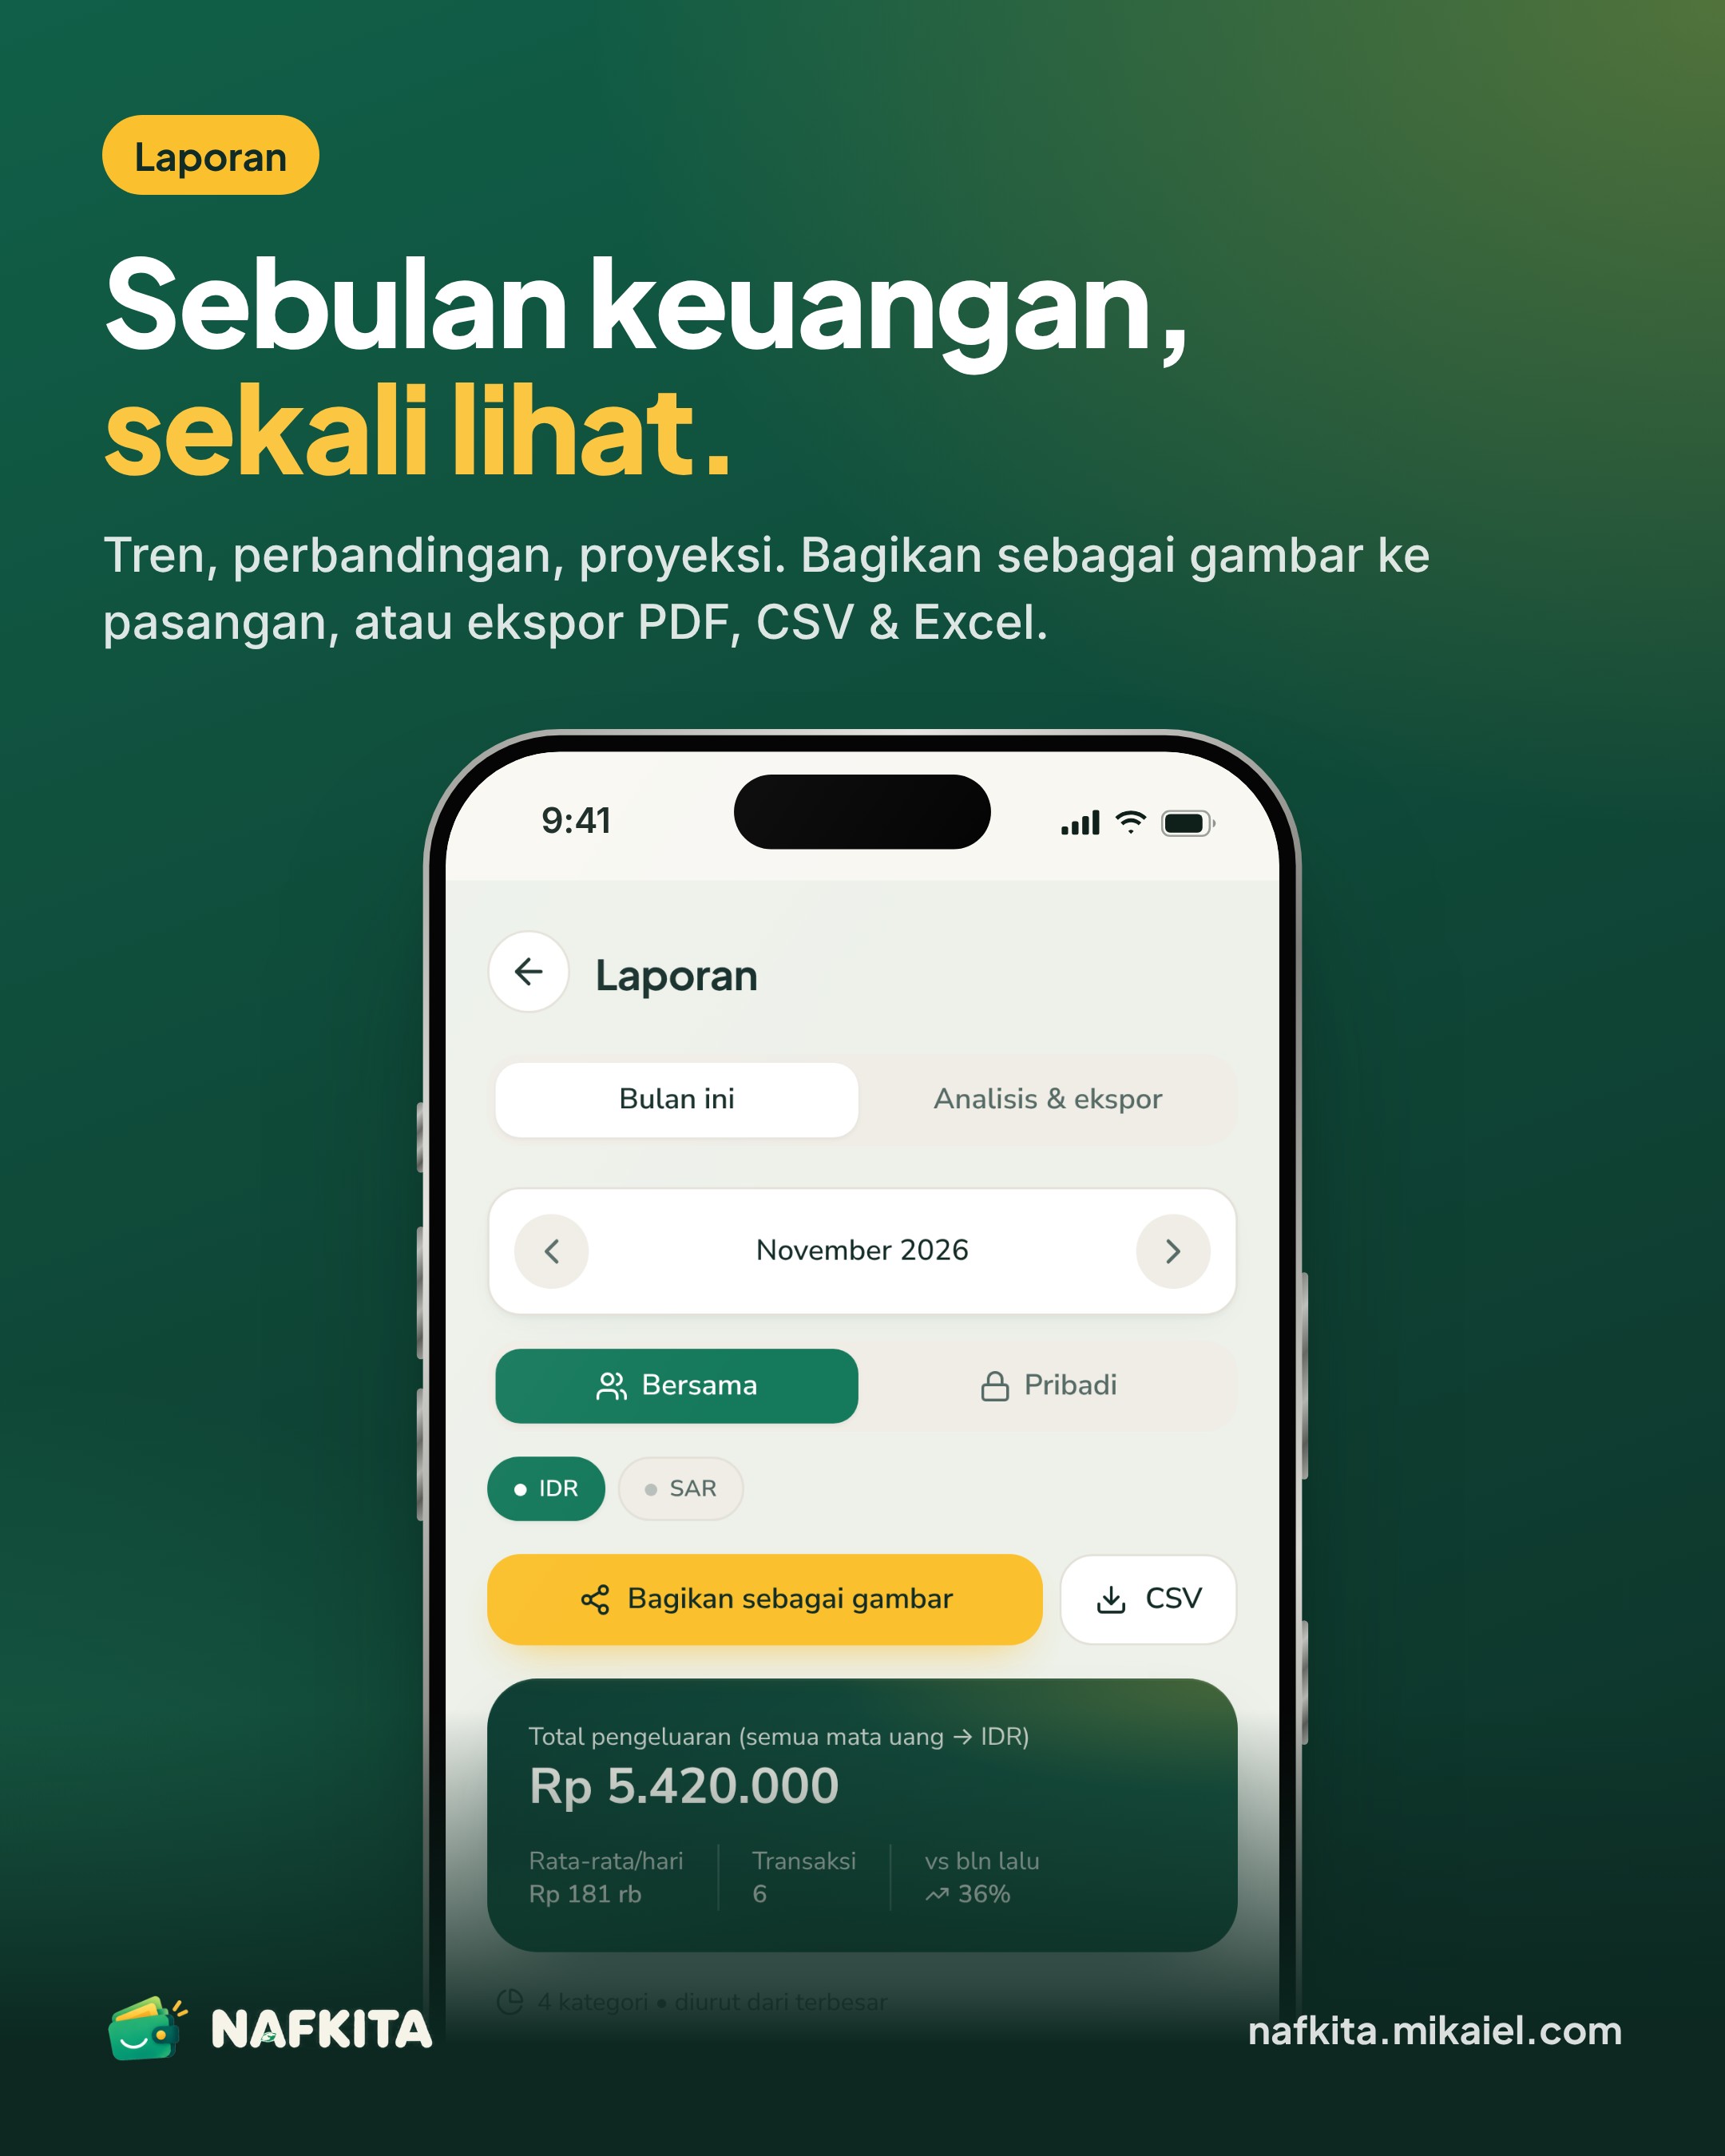 Laporan
Sebulan keuangan,
sekali lihat.
Tren, perbandingan, proyeksi. Bagikan sebagai gambar ke
pasangan, atau ekspor PDF, CSV & Excel.
9:41
Laporan
Bulan ini
Analisis & ekspor
November 2026
Bersama
Pribadi
IDR
SAR
Bagikan sebagai gambar
CSV
Total pengeluaran (semua mata uang → IDR)
Rp 5.420.000
Rata-rata/hari
Transaksi
vs bln lalu
Rp 181 rb
6
36%
4 kategori • diurut dari terbesar
NAFKITA
nafkita.mikaiel.com